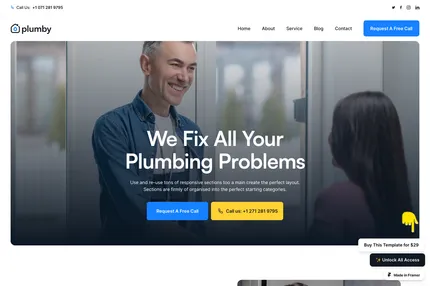 Call Us +1 071 281 9795
plumby
Home About Service Blog Contact Request A Free Call
We Fix All Your
Plumbing Problems
Use and re-use tons of responsive sections too a main create the perfect layout.
Sections are firmly of organised into the perfect starting categories.
Request A Free Call Call us: +1 271 281 9795
Buy This Template for $29
Unlock All Access
Made in Framer